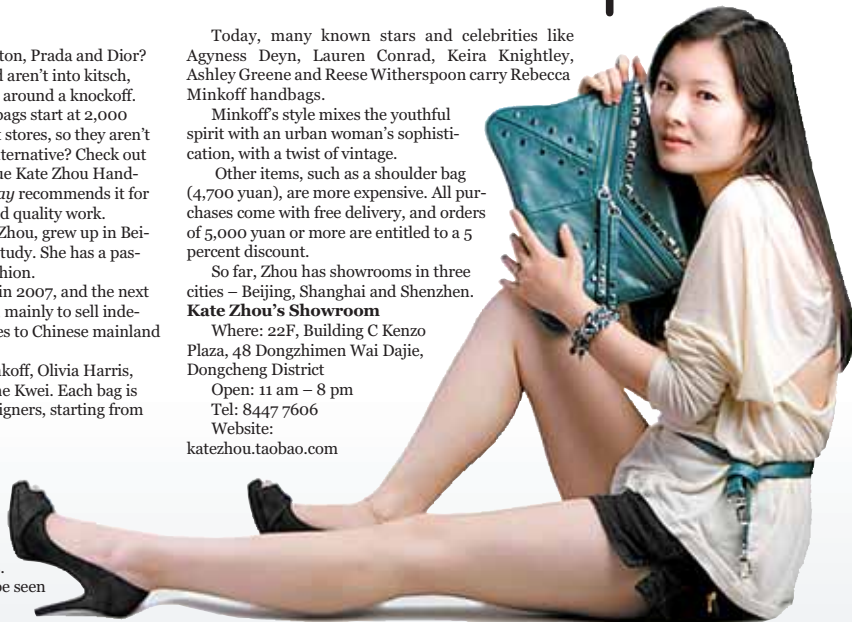 ton, Prada and Dior?
aren't into kitsch,
around a knockoff.
bags start at 2,000
stores, so they aren't
ternative? Check out
ue Kate Zhou Hand-
ay recommends it for
d quality work.
Zhou, grew up in Bei-
tudy. She has a pas-
hion.
in 2007, and the next
mainly to sell inde-
es to Chinese mainland
nkoff, Olivia Harris,
ne Kwei. Each bag is
igners, starting from
.
be seen
Today, many known stars and celebrities like
Agyness Deyn, Lauren Conrad, Keira Knightley,
Ashley Greene and Reese Witherspoon carry Rebecca
Minkoff handbags.
Minkoff's style mixes the youthful
spirit with an urban woman's sophisti-
cation, with a twist of vintage.
Other items, such as a shoulder bag
(4,700 yuan), are more expensive. All pur-
chases come with free delivery, and orders
of 5,000 yuan or more are entitled to a 5
percent discount.
So far, Zhou has showrooms in three
cities – Beijing, Shanghai and Shenzhen.
Kate Zhou's Showroom
Where: 22F, Building C Kenzo
Plaza, 48 Dongzhimen Wai Dajie,
Dongcheng District
Open: 11 am – 8 pm
Tel: 8447 7606
Website:
katezhou.taobao.com